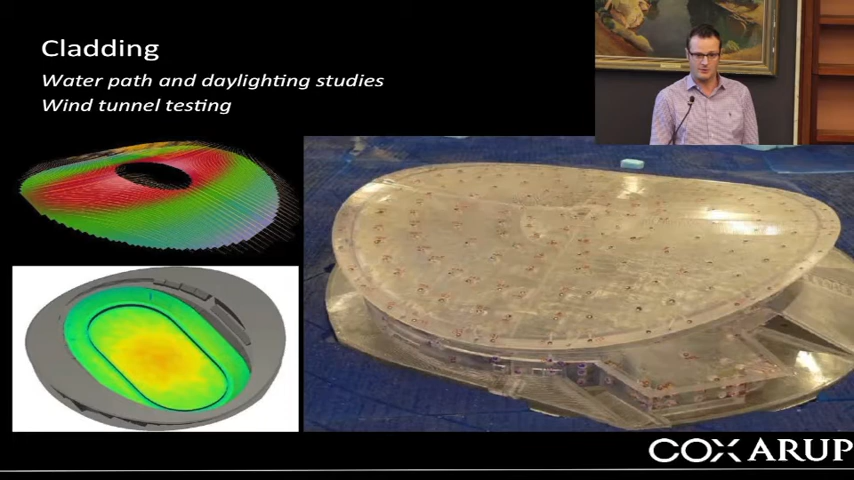 Cladding
Water path and daylighting studies
Wind tunnel testing
COX ARUP